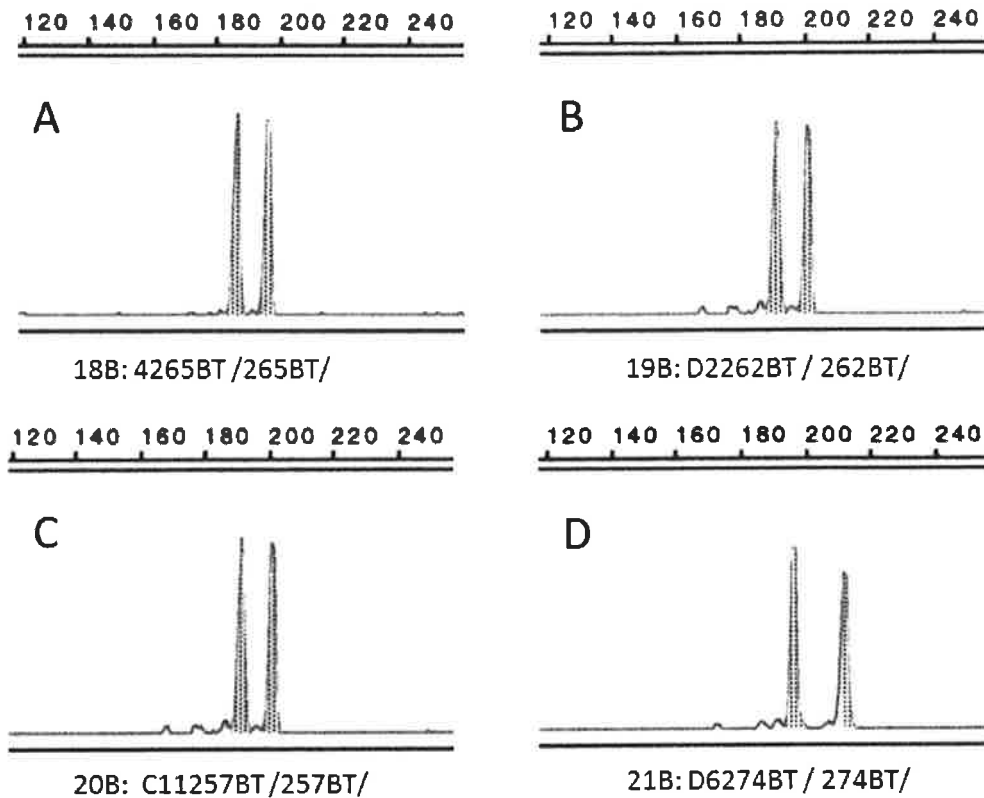 120 140 160 180 200 220 240
120 140 160 180 200 220 240
A
B
18B: 4265BT /265BT/
19B: D2262BT / 262BT/
120 140 160 180 200 220 240
120 140 160 180 200 220 240
C
D
20B: C11257BT /257BT/
21B: D6274BT / 274BT/